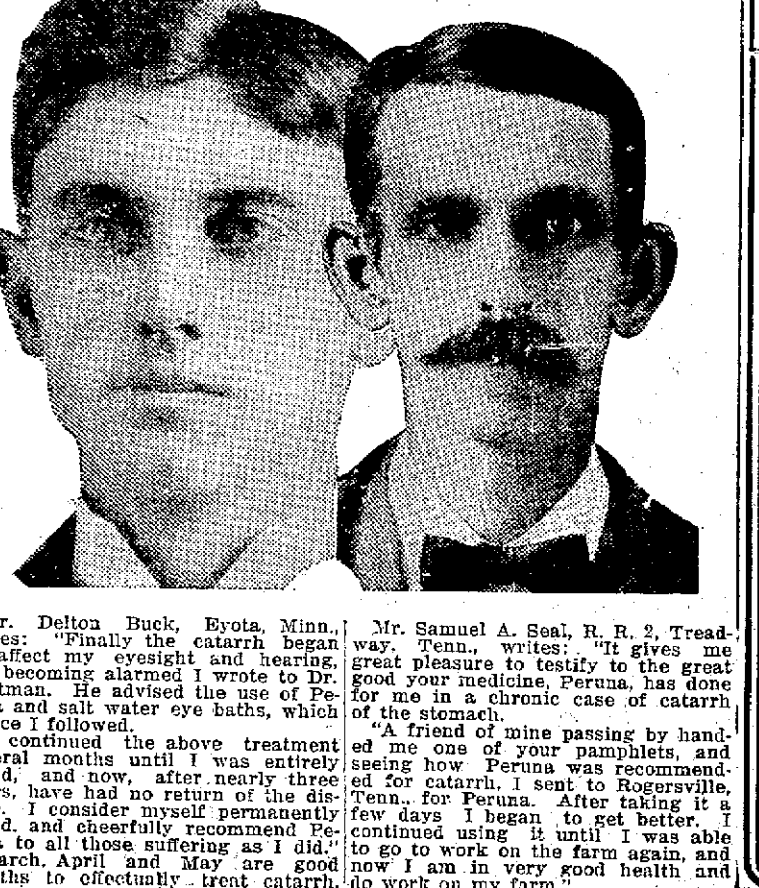 r. Delton Buck, Eyota, Minn.,
es: "Finally the catarrh began
affect my eyesight and hearing,
becoming alarmed I wrote to Dr.
tman. He advised the use of Pe-
and salt water eye baths, which
ce I followed.
continued the above treatment
ral months until I was entirely
d, and now, after nearly three
s, have had no return of the dis-
I consider myself permanently
d, and cheerfully recommend Pe-
to all those suffering as I did."
arch, April and May are good
ths to effectually treat catarrh.
Mr. Samuel A. Seal, R. R. 2, Tread-
way, Tenn., writes: "It gives me
great pleasure to testify to the great
good your medicine, Peruna, has done
for me in a chronic case of catarrh
of the stomach.
"A friend of mine passing by hand-
ed me one of your pamphlets, and
seeing how Peruna was recommend-
ed for catarrh, I sent to Rogersville,
Tenn., for Peruna. After taking it a
few days I began to get better. I
continued using it until I was able
to go to work on the farm again, and
now I am in very good health and
do work on my farm."